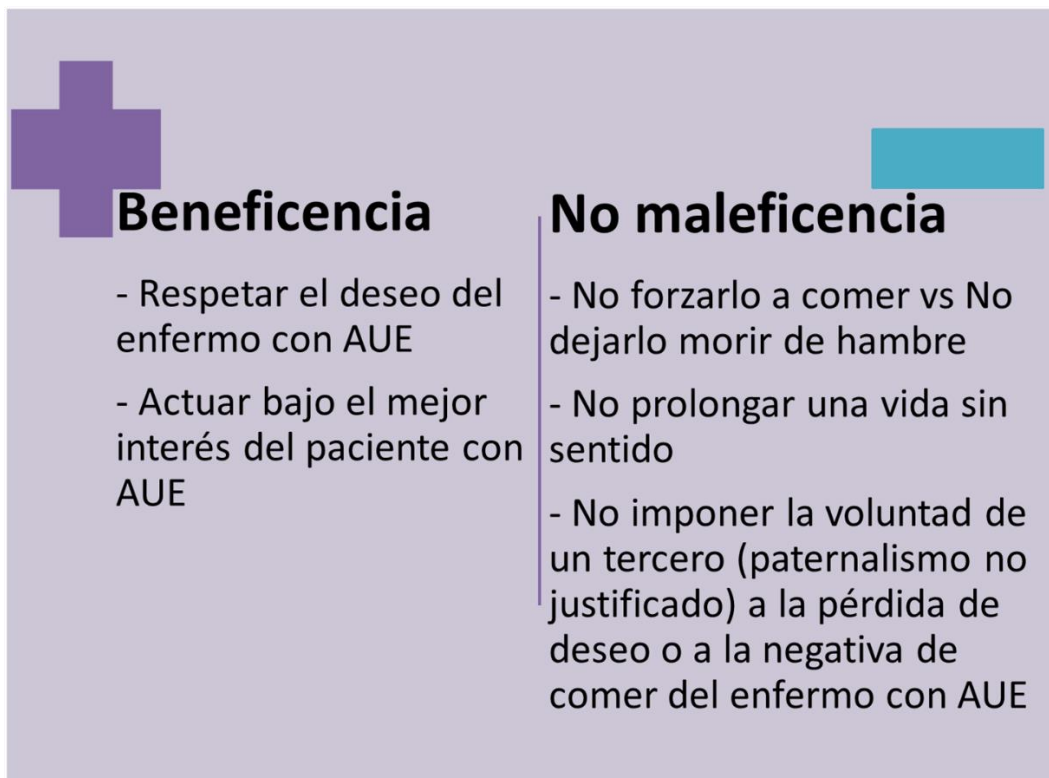 Beneficencia
- Respetar el deseo del
enfermo con AUE
- Actuar bajo el mejor
interés del paciente con
AUE
No maleficencia
- No forzarlo a comer vs No
dejarlo morir de hambre
- No prolongar una vida sin
sentido
- No imponer la voluntad de
un tercero (paternalismo no
justificado) a la pérdida de
deseo o a la negativa de
comer del enfermo con AUE